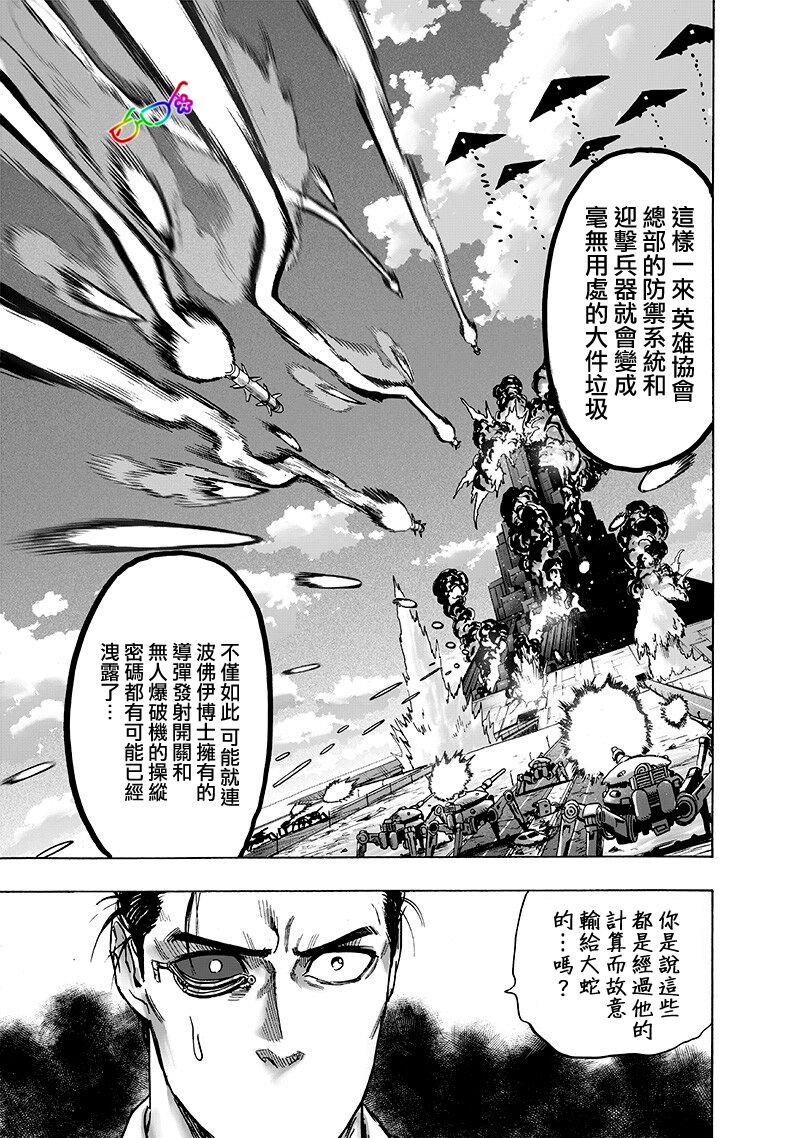 這樣一來 英雄協會
總部的防禦系統和
迎擊兵器就會變成
毫無用處的大件垃圾
不僅如此 可能就連
波佛伊博士擁有的
導彈發射開關和
無人爆破機的操縱
密碼都有可能已經
洩露了…
你是說這些
都是經過他的
計算而故意
輸給大蛇
的…嗎？